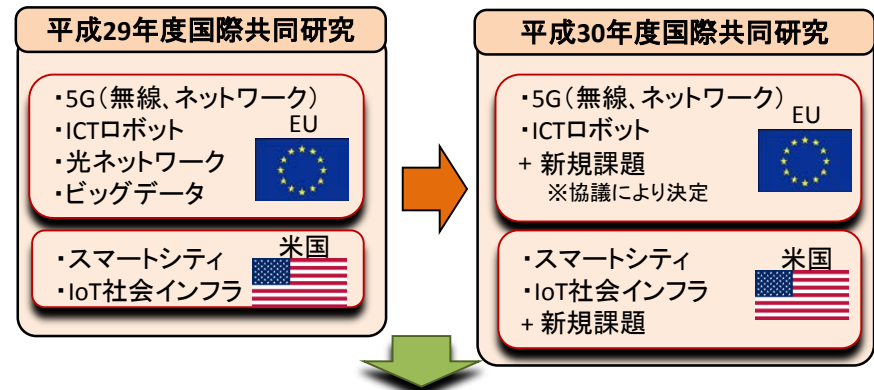 平成29年度国際共同研究
・5G(無線、ネットワーク)
・ICTロボット
EU
・光ネットワーク
・ビッグデータ
・スマートシティ
米国
・IoT社会インフラ
平成30年度国際共同研究
・5G(無線、ネットワーク)
・ICTロボット
EU
+ 新規課題
※協議により決定
・スマートシティ
米国
・IoT社会インフラ
+ 新規課題